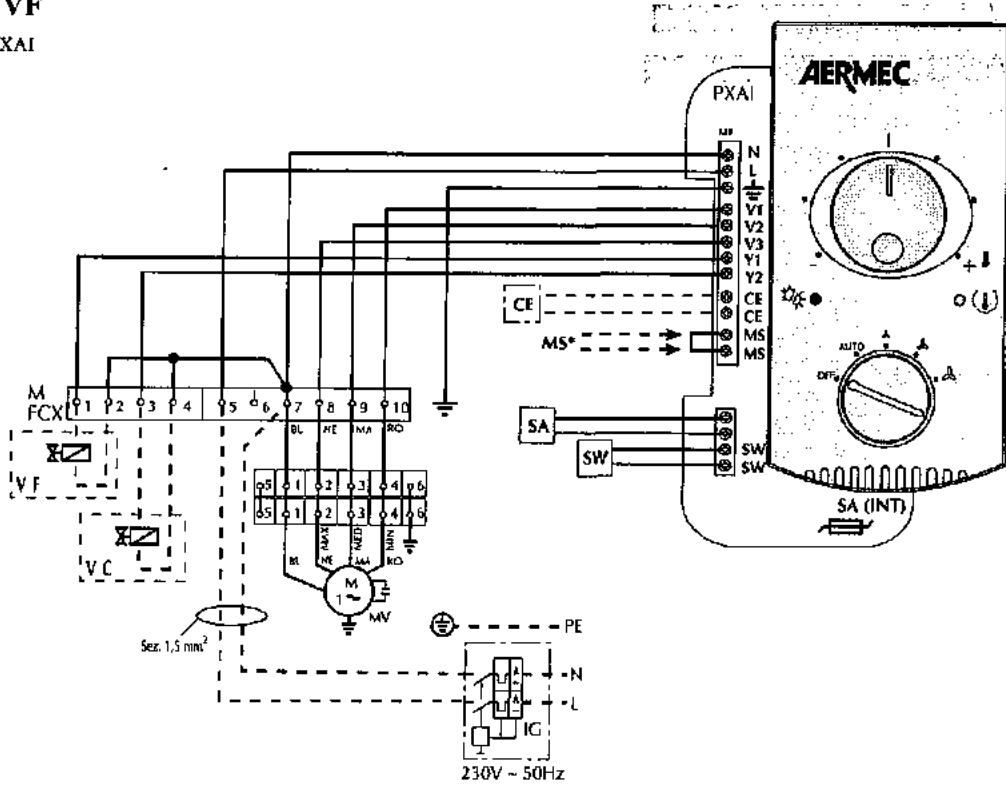 VF
XAI
AERMEC
PXAI
N
L
V1
V2
V3
Y1
Y2
CE
CE
CE
MS
MS
MS*
- +
AUTO
OFF
M
FCX
1 2 3 4 5 6 7 8 9 10
BL NE MA RO
SA
SW
SW
SW
5 1 2 3 4 6
5 1 2 3 4 6
SA (INT)
VF
VC
MAX MED MIN
BL NE MA RO
M
1 ~
MV
Sez. 1,5 mm²
PE
N
L
IG
230V ~ 50Hz